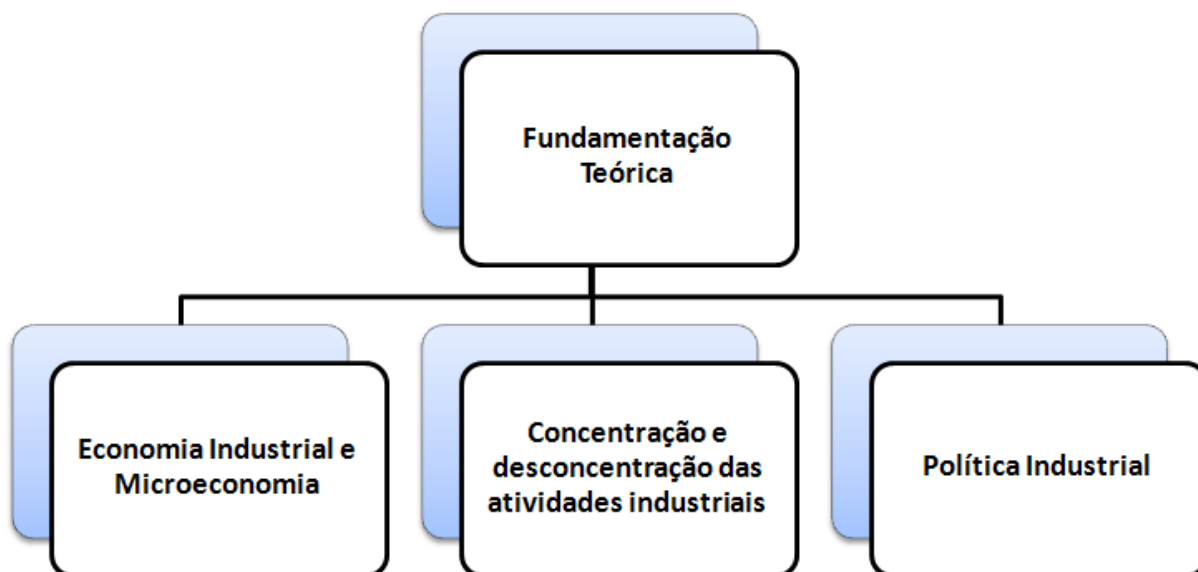 Fundamentação
Teórica
Economia Industrial e
Microeconomia
Concentração e
desconcentração das
atividades industriais
Política Industrial